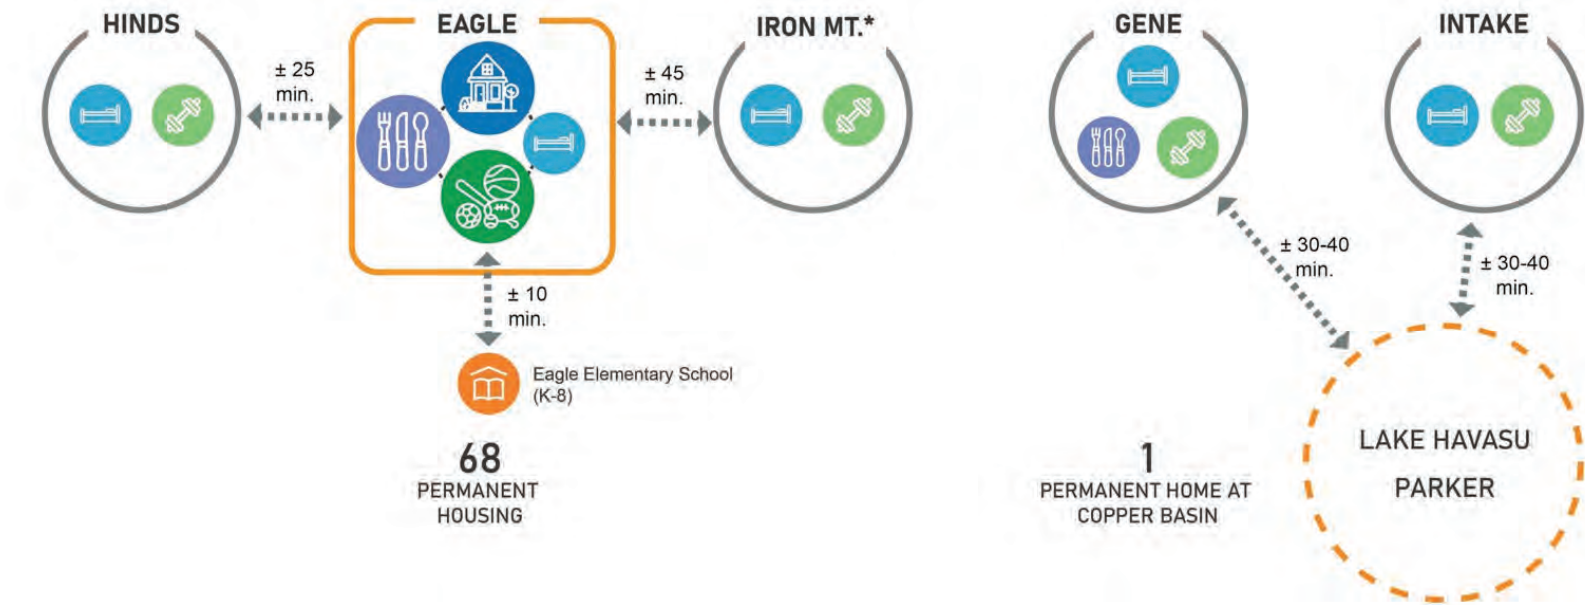 HINDS
EAGLE
IRON MT.*
GENE
INTAKE
± 25
min.
± 45
min.
± 10
min.
Eagle Elementary School
(K-8)
68
PERMANENT
HOUSING
± 30-40
min.
± 30-40
min.
1
PERMANENT HOME AT
COPPER BASIN
LAKE HAVASU
PARKER